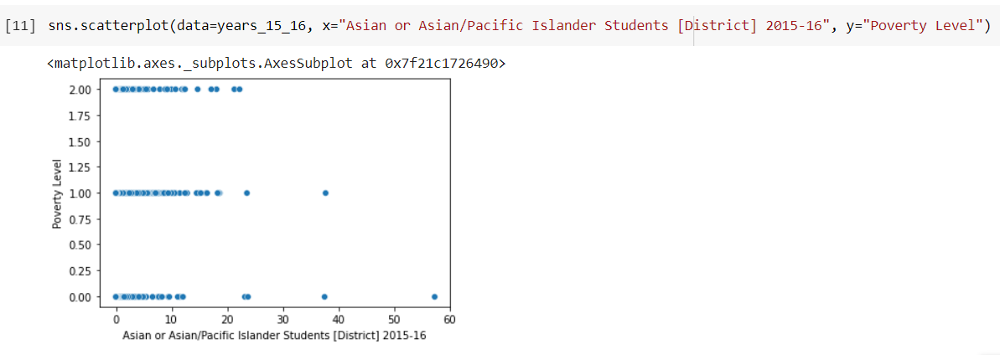 [11] sns.scatterplot(data=years_15_16, x="Asian or Asian/Pacific Islander Students [District] 2015-16", y="Poverty Level")
<matplotlib.axes._subplots.AxesSubplot at 0x7f21c1726490>
2.00
1.75
1.50
1.25
1.00
0.75
0.50
0.25
0.00
Poverty Level
0 10 20 30 40 50 60
Asian or Asian/Pacific Islander Students [District] 2015-16